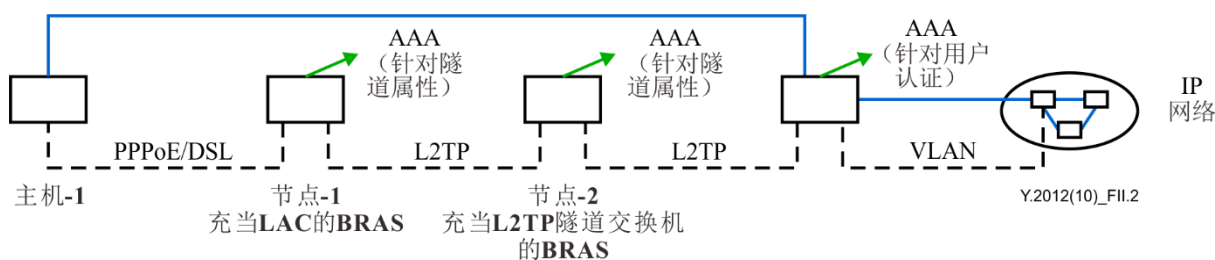 AAA
（针对隧
道属性）
AAA
（针对隧
道属性）
AAA
（针对用户
认证）
IP
网络
PPPoE/DSL
L2TP
L2TP
VLAN
主机-1
节点-1
充当LAC的BRAS
节点-2
充当L2TP隧道交换机
的BRAS
Y.2012(10)_FII.2